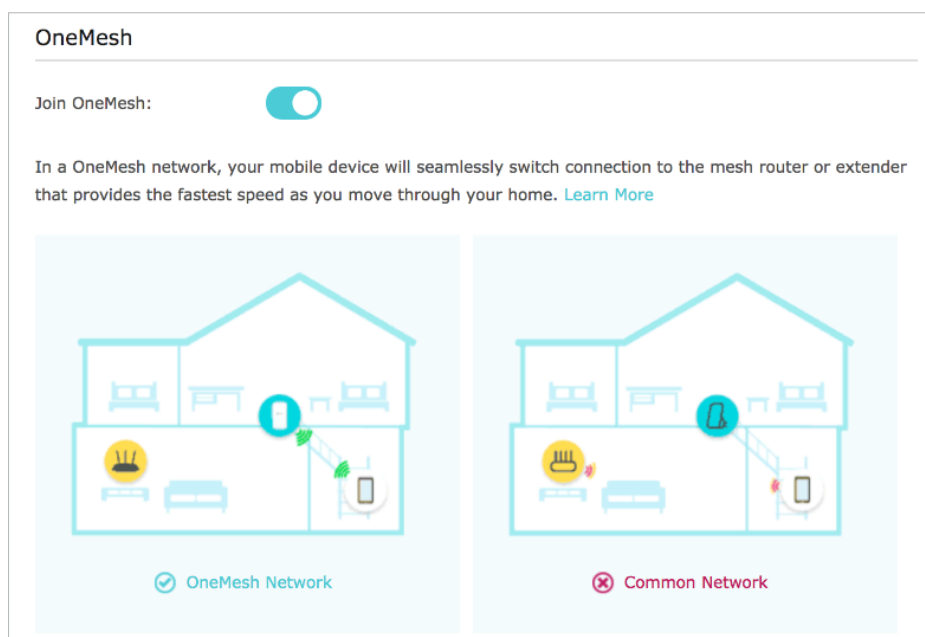 OneMesh
Join OneMesh:
In a OneMesh network, your mobile device will seamlessly switch connection to the mesh router or extender
that provides the fastest speed as you move through your home. Learn More
OneMesh Network
Common Network